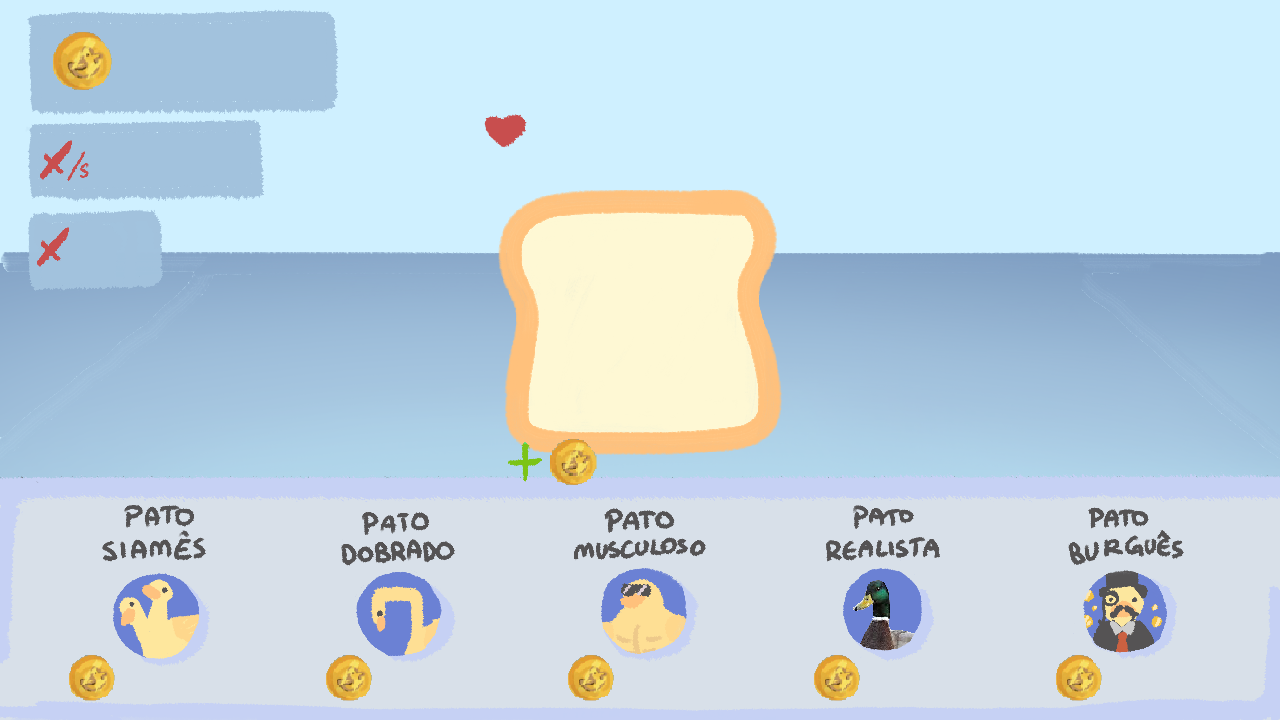 /s
PATO
SIAMÊS
PATO
DOBRADO
PATO
MUSCULOSO
PATO
REALISTA
PATO
BURGUÊS